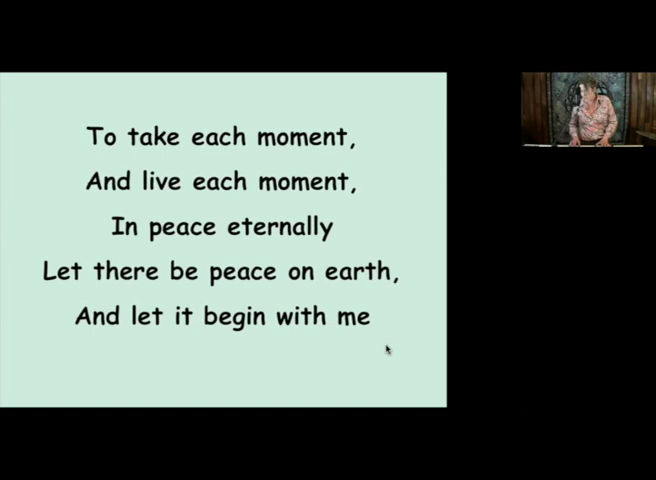 To take each moment,
And live each moment,
In peace eternally
Let there be peace on earth,
And let it begin with me